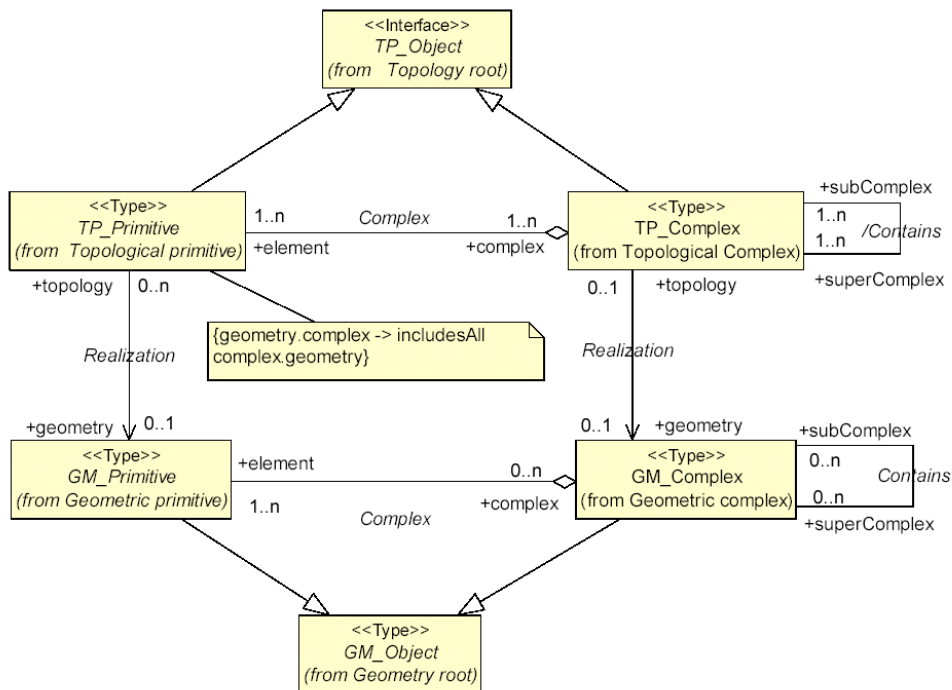 <<Interface>>
TP_Object
(from Topology root)
<<Type>>
TP_Primitive
(from Topological primitive)
1..n
Complex
1..n
+element
+complex
<<Type>>
TP_Complex
(from Topological Complex)
+subComplex
1..n
/Contains
1..n
+superComplex
+topology
0..n
0..1
+topology
{geometry.complex -> includesAll
complex.geometry}
Realization
Realization
+geometry
0..1
0..1
+geometry
<<Type>>
GM_Primitive
(from Geometric primitive)
+element
0..n
1..n
+complex
Complex
<<Type>>
GM_Complex
(from Geometric complex)
+subComplex
0..n
Contains
0..n
+superComplex
<<Type>>
GM_Object
(from Geometry root)